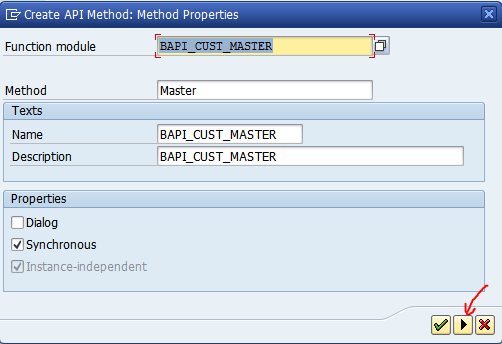 Create API Method: Method Properties
Function module BAPI_CUST_MASTER
Method Master
Texts
Name BAPI_CUST_MASTER
Description BAPI_CUST_MASTER
Properties
Dialog
Synchronous
Instance-independent